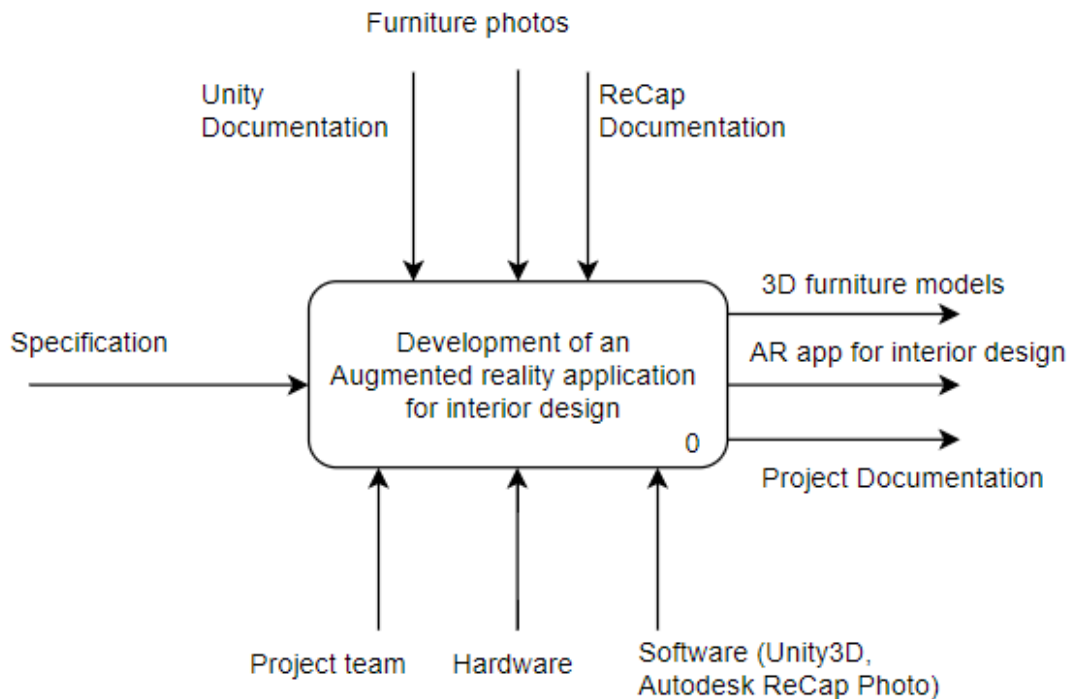 Furniture photos
Unity
Documentation
ReCap
Documentation
Specification
Development of an
Augmented reality application
for interior design
0
3D furniture models
AR app for interior design
Project Documentation
Project team
Hardware
Software (Unity3D,
Autodesk ReCap Photo)